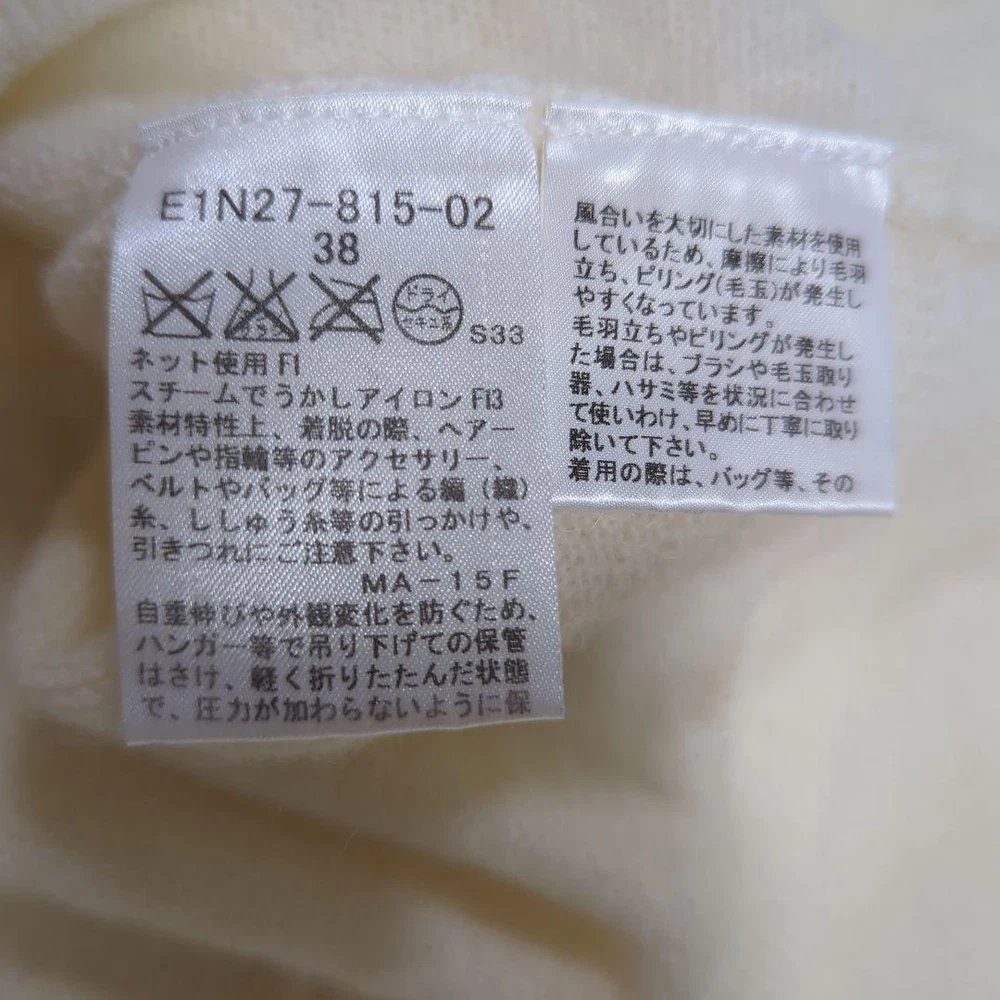 E1N27-815-02
38
エンソ
ドライ
セキユ系
S33
ネット使用 F1
スチームでうかしアイロン F13
素材特性上、着脱の際、ヘアー
ピンや指輪等のアクセサリー、
ベルトやバッグ等による編（織）
糸、ししゅう糸等の引っかけや、
引きつれにご注意下さい。
MA-15F
自重伸びや外観変化を防ぐため、
ハンガー等で吊り下げての保管
はさけ、軽く折りたたんだ状態
で、圧力が加わらないように保
風合いを大切にした素材を使用
しているため、摩擦により毛羽
立ち、ピリング(毛玉)が発生し
やすくなっています。
毛羽立ちやピリングが発生し
た場合は、ブラシや毛玉取り
器、ハサミ等を状況に合わせ
て使いわけ、早めに丁寧に取り
除いて下さい。
着用の際は、バッグ等、その